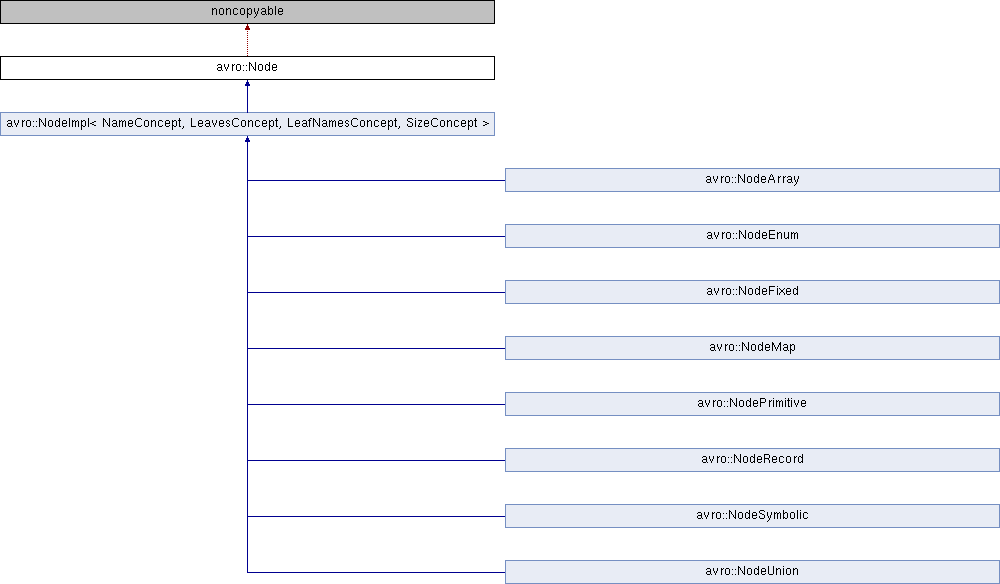 noncopyable
avro::Node
avro::NodeImpl< NameConcept, LeavesConcept, LeafNamesConcept, SizeConcept >
avro::NodeArray
avro::NodeEnum
avro::NodeFixed
avro::NodeMap
avro::NodePrimitive
avro::NodeRecord
avro::NodeSymbolic
avro::NodeUnion